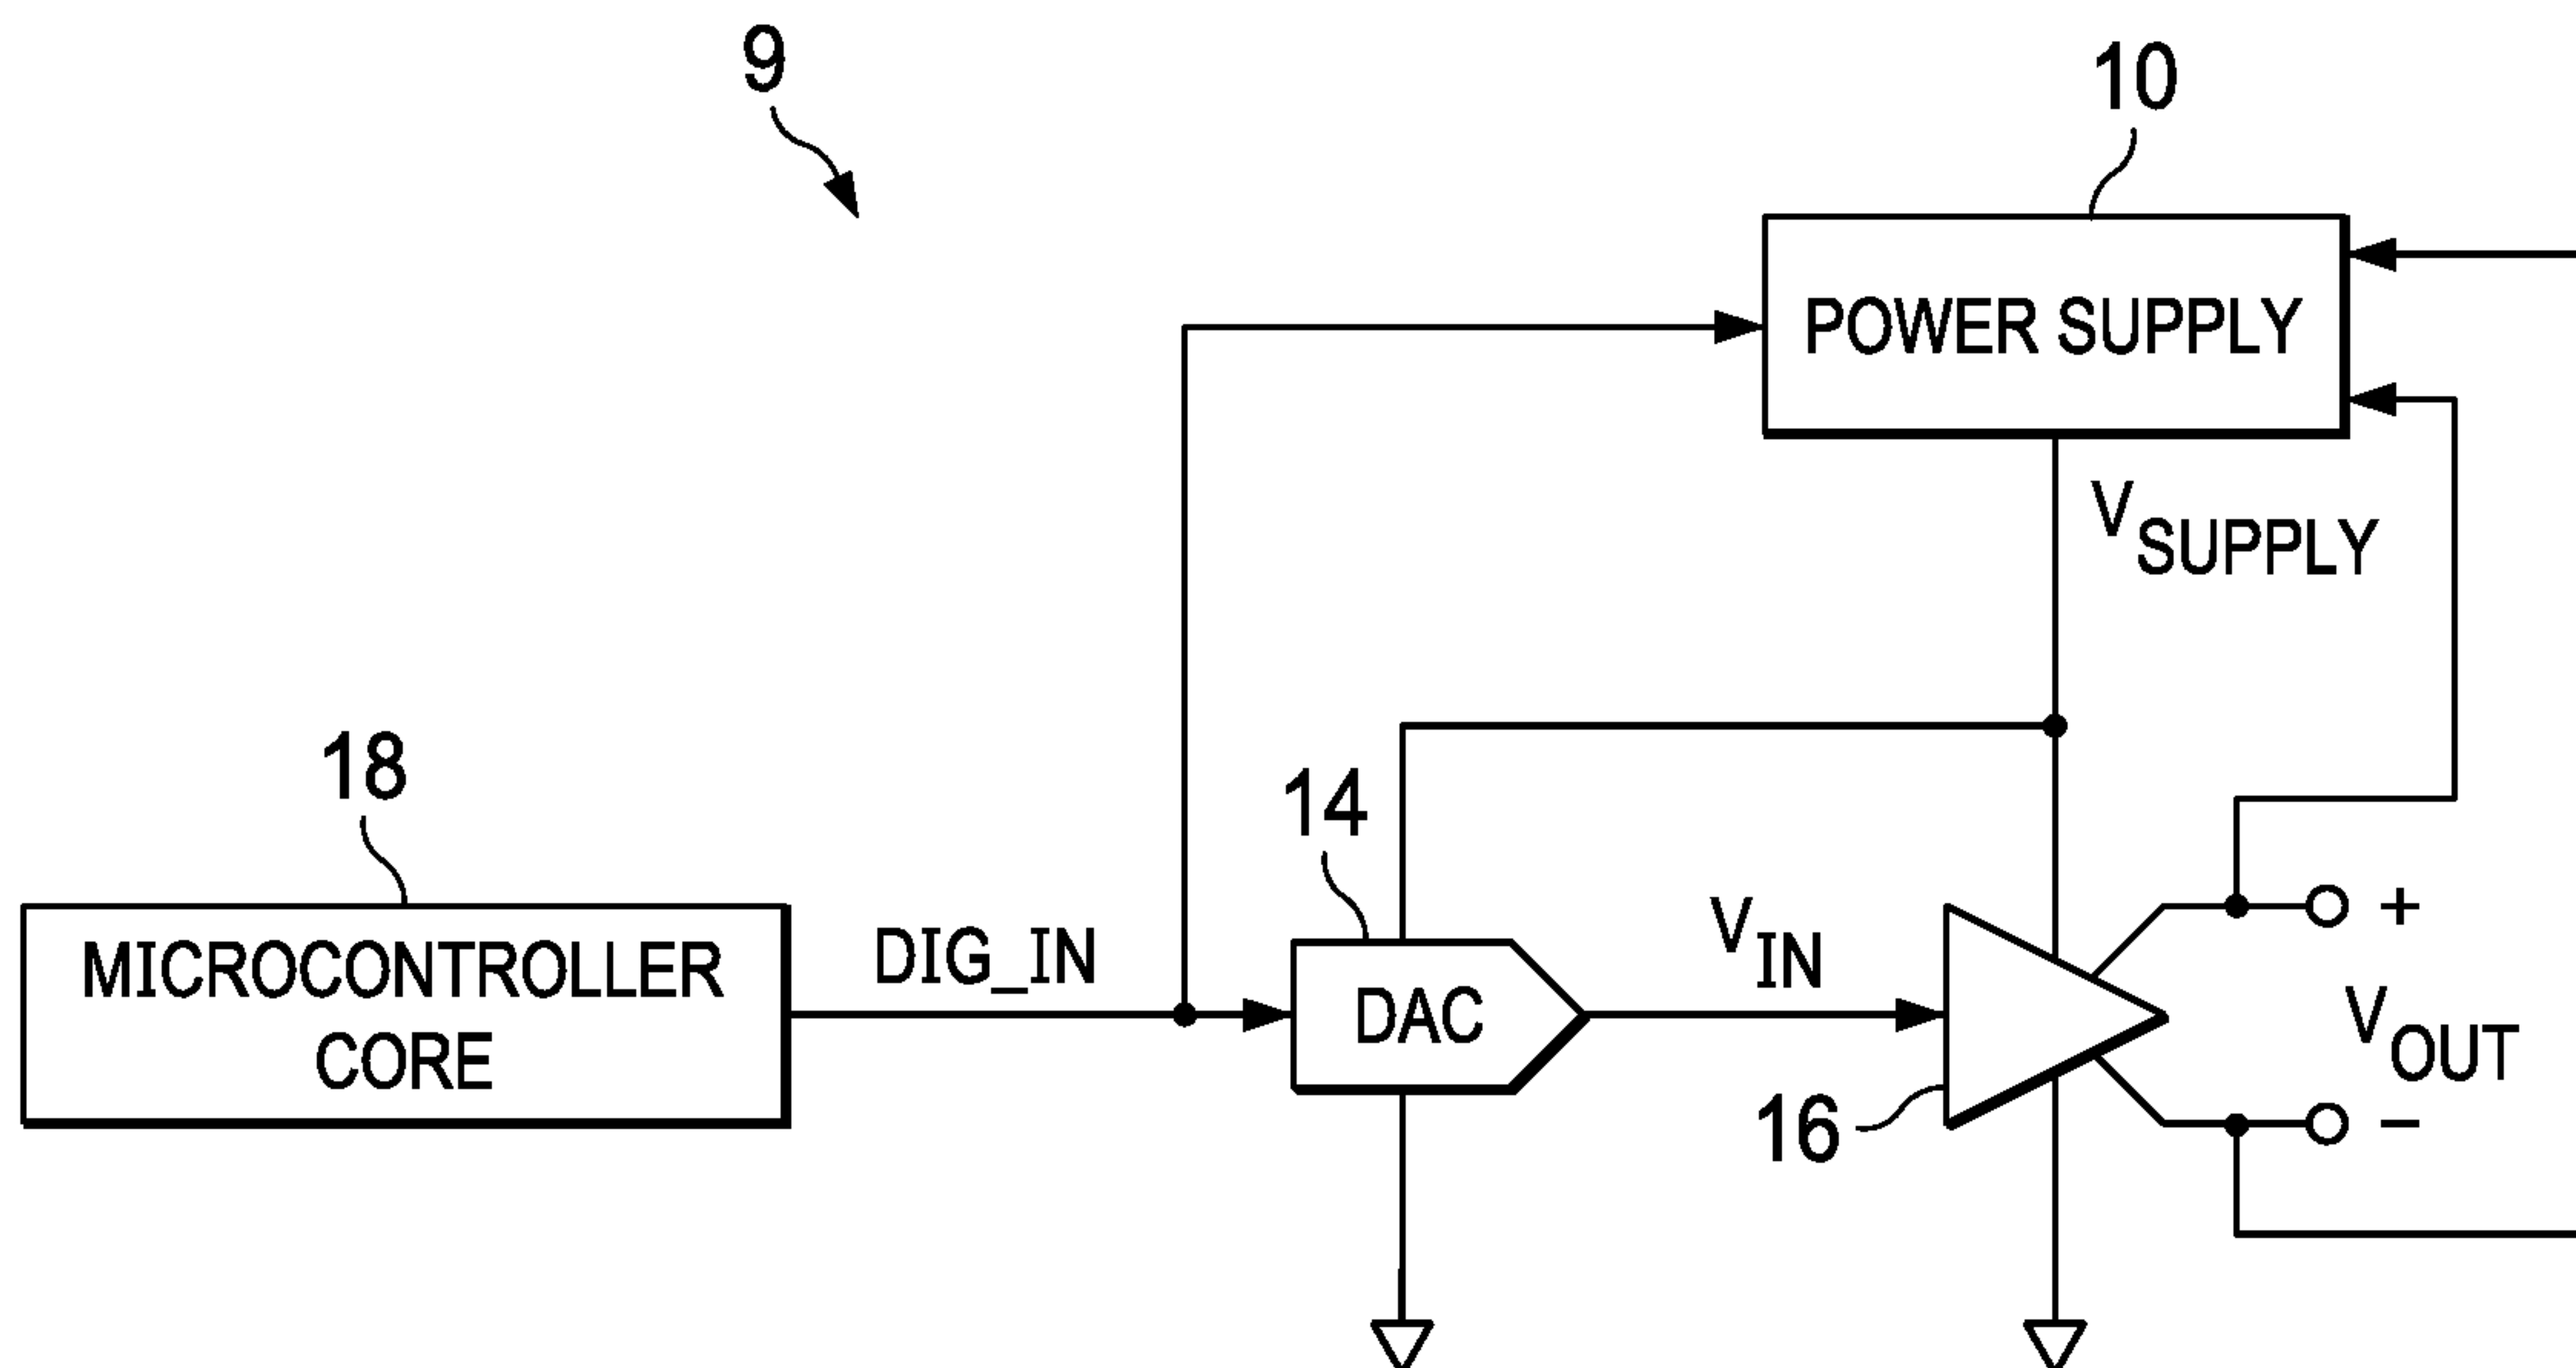 9
10
POWER SUPPLY
VSUPPLY
18
14
MICROCONTROLLER
CORE
DIG_IN
DAC
VIN
16
+
VOUT
−